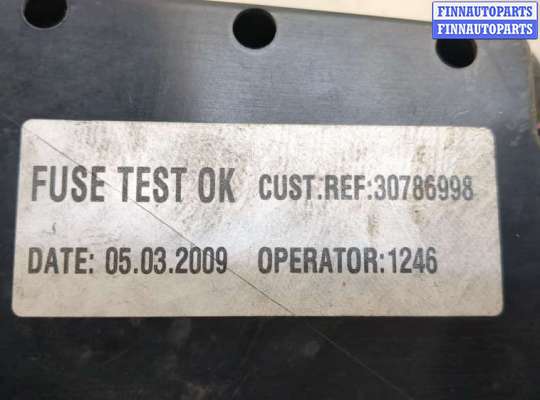 FINNAUTOPARTS
FINNAUTOPARTS
FUSE TEST OK CUST.REF:30786998
DATE: 05.03.2009 OPERATOR:1246